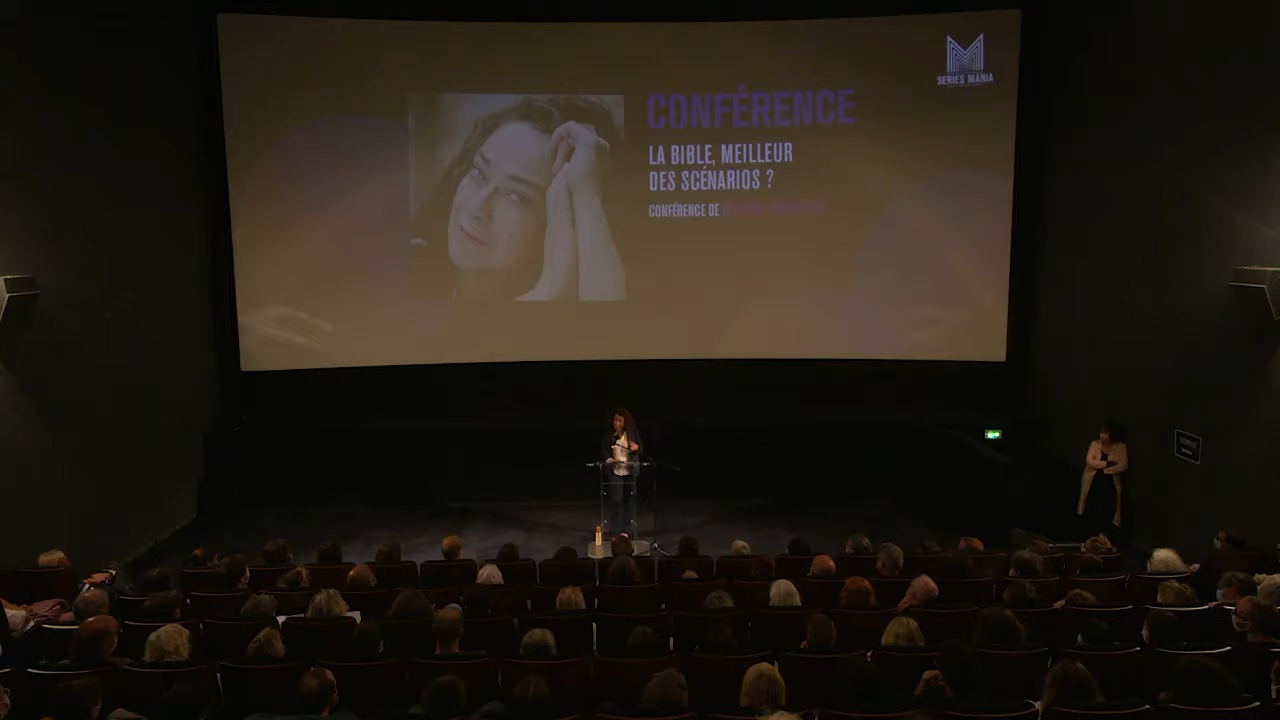 SERIES MANIA
CONFÉRENCE
LA BIBLE, MEILLEUR
DES SCÉNARIOS ?
CONFÉRENCE DE